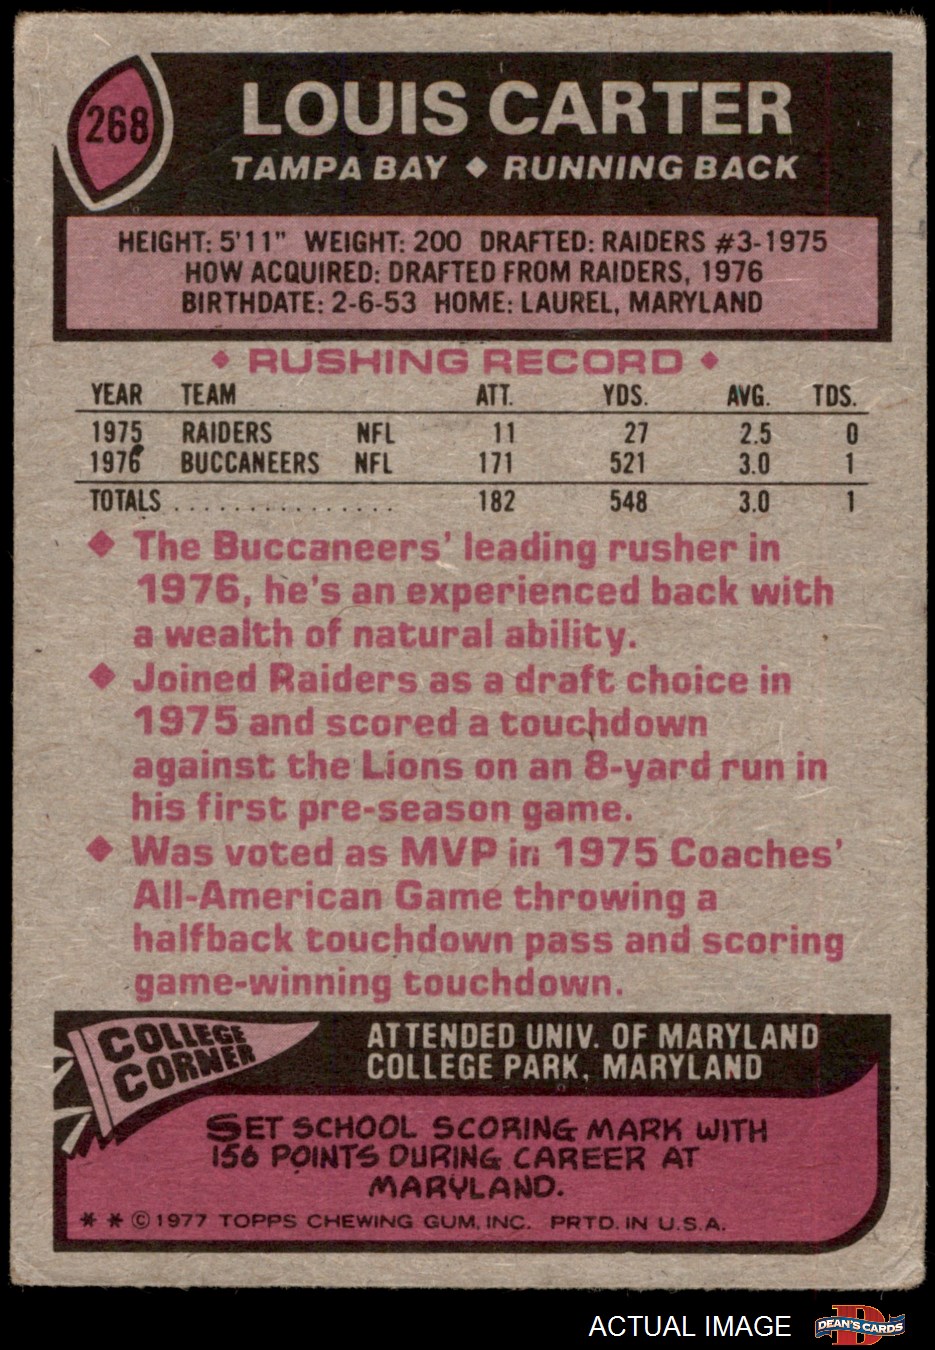 268
LOUIS CARTER
TAMPA BAY ◆ RUNNING BACK
HEIGHT: 5'11" WEIGHT: 200 DRAFTED: RAIDERS #3-1975
HOW ACQUIRED: DRAFTED FROM RAIDERS, 1976
BIRTHDATE: 2-6-53 HOME: LAUREL, MARYLAND
◆ RUSHING RECORD ◆
YEAR TEAM ATT. YDS. AVG. TDS.
1975 RAIDERS NFL 11 27 2.5 0
1976 BUCCANEERS NFL 171 521 3.0 1
TOTALS . . . . . . . . . . . . . . . 182 548 3.0 1
◆ The Buccaneers' leading rusher in
1976, he's an experienced back with
a wealth of natural ability.
◆ Joined Raiders as a draft choice in
1975 and scored a touchdown
against the Lions on an 8-yard run in
his first pre-season game.
◆ Was voted as MVP in 1975 Coaches'
All-American Game throwing a
halfback touchdown pass and scoring
game-winning touchdown.
COLLEGE
CORNER
ATTENDED UNIV. OF MARYLAND
COLLEGE PARK, MARYLAND
SET SCHOOL SCORING MARK WITH
156 POINTS DURING CAREER AT
MARYLAND.
* * © 1977 TOPPS CHEWING GUM, INC. PRTD. IN U.S.A.
ACTUAL IMAGE
DEAN'S CARDS